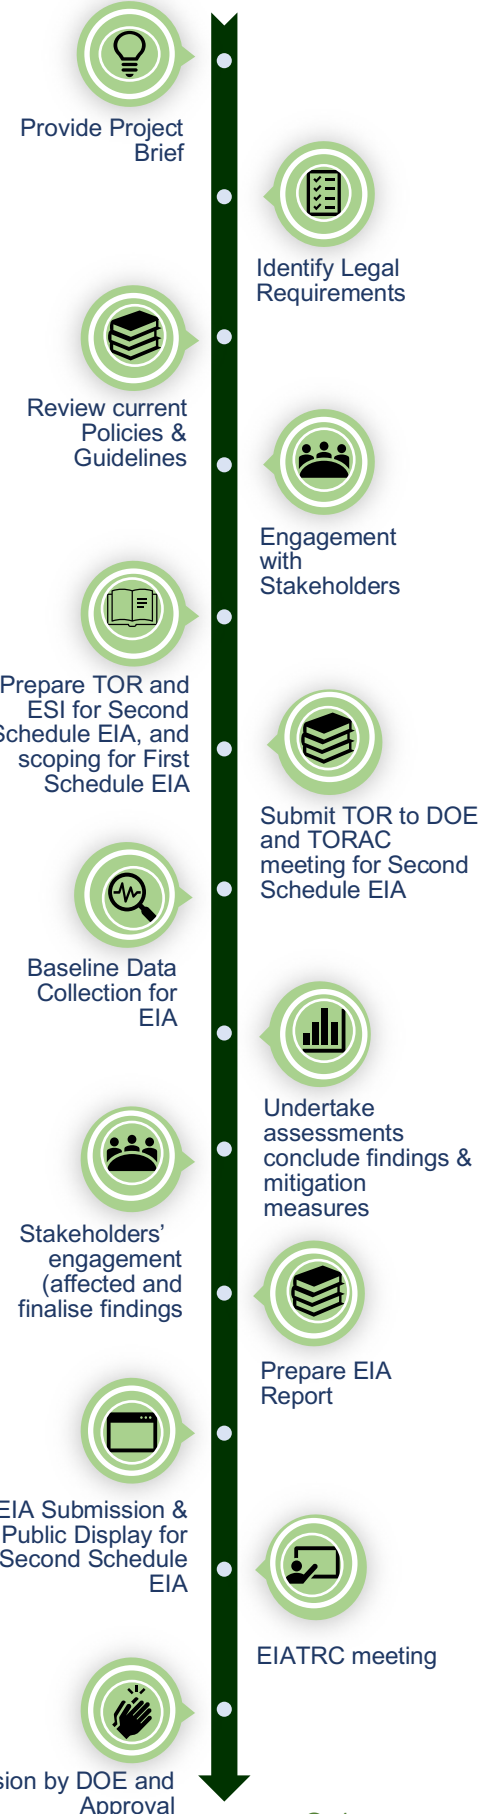 Provide Project
Brief
Identify Legal
Requirements
Review current
Policies &
Guidelines
Engagement
with
Stakeholders
Prepare TOR and
ESI for Second
Schedule EIA, and
scoping for First
Schedule EIA
Submit TOR to DOE
and TORAC
meeting for Second
Schedule EIA
Baseline Data
Collection for
EIA
Undertake
assessments
conclude findings &
mitigation
measures
Stakeholders’
engagement
(affected and
finalise findings
Prepare EIA
Report
EIA Submission &
Public Display for
Second Schedule
EIA
EIATRC meeting
by DOE and
Approval